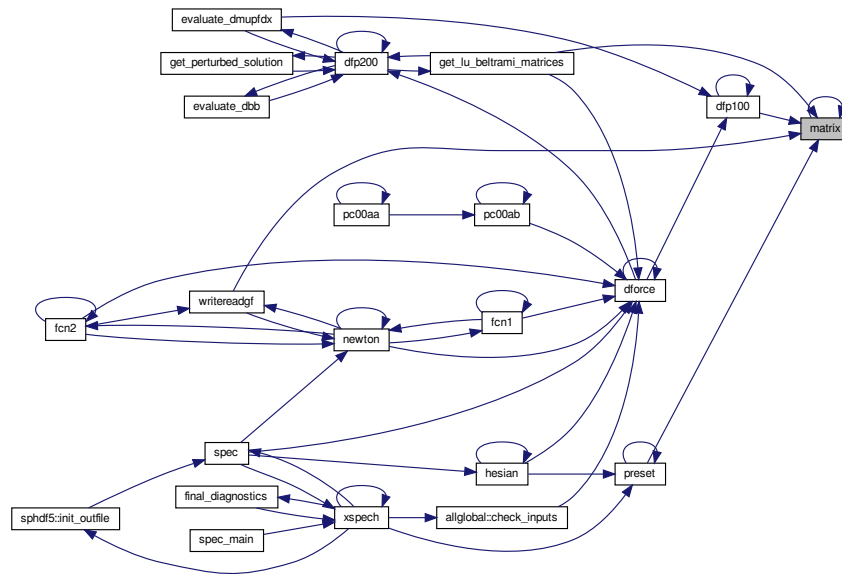 evaluate_dmupfdx
get_perturbed_solution
dfp200
get_lu_beltrami_matrices
evaluate_dbb
dfp100
matrix
pc00aa
pc00ab
dforce
writereadgf
fcn2
fcn1
newton
spec
hesian
preset
final_diagnostics
sphdf5::init_outfile
xspech
allglobal::check_inputs
spec_main